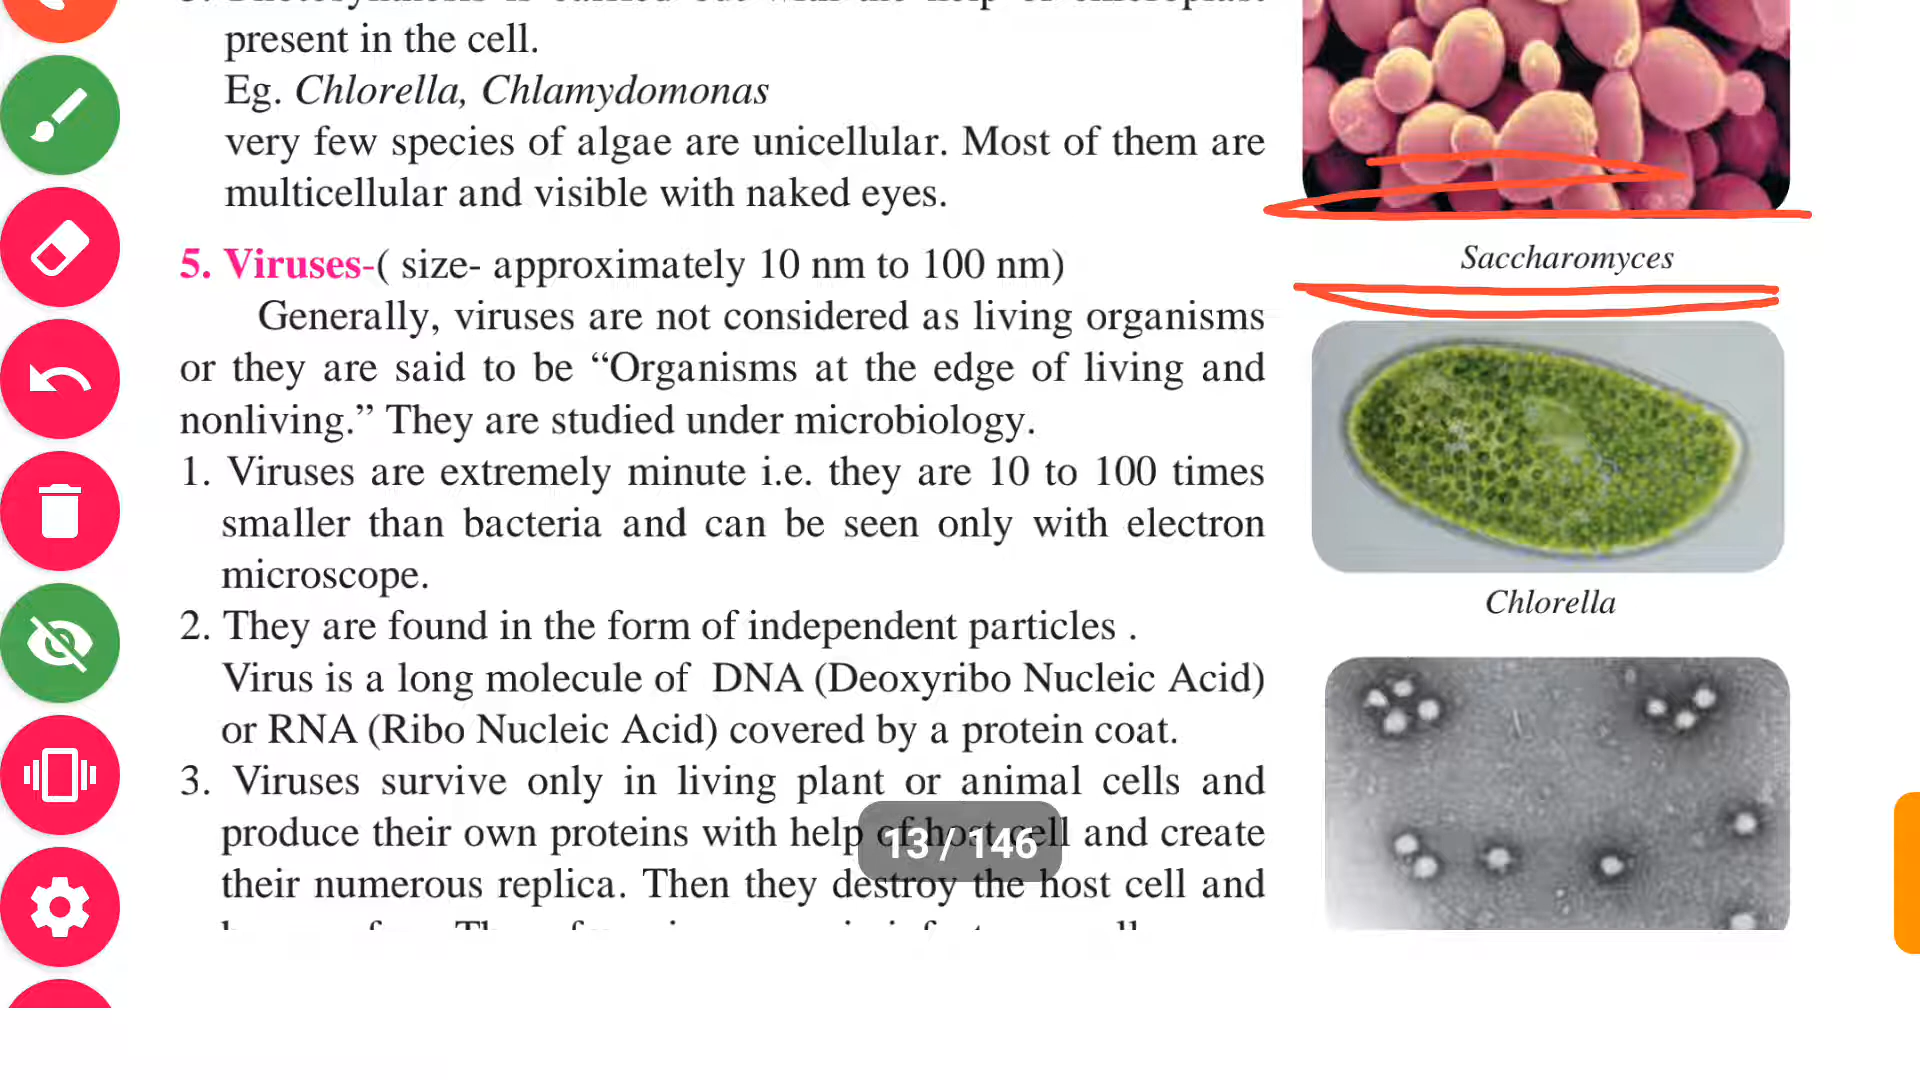 present in the cell.
Eg. Chlorella, Chlamydomonas
very few species of algae are unicellular. Most of them are
multicellular and visible with naked eyes.
5. Viruses-( size- approximately 10 nm to 100 nm)
Generally, viruses are not considered as living organisms
or they are said to be “Organisms at the edge of living and
nonliving.” They are studied under microbiology.
1. Viruses are extremely minute i.e. they are 10 to 100 times
smaller than bacteria and can be seen only with electron
microscope.
2. They are found in the form of independent particles .
Virus is a long molecule of DNA (Deoxyribo Nucleic Acid)
or RNA (Ribo Nucleic Acid) covered by a protein coat.
3. Viruses survive only in living plant or animal cells and
produce their own proteins with help of host cell and create
their numerous replica. Then they destroy the host cell and
Saccharomyces
Chlorella
13 / 146